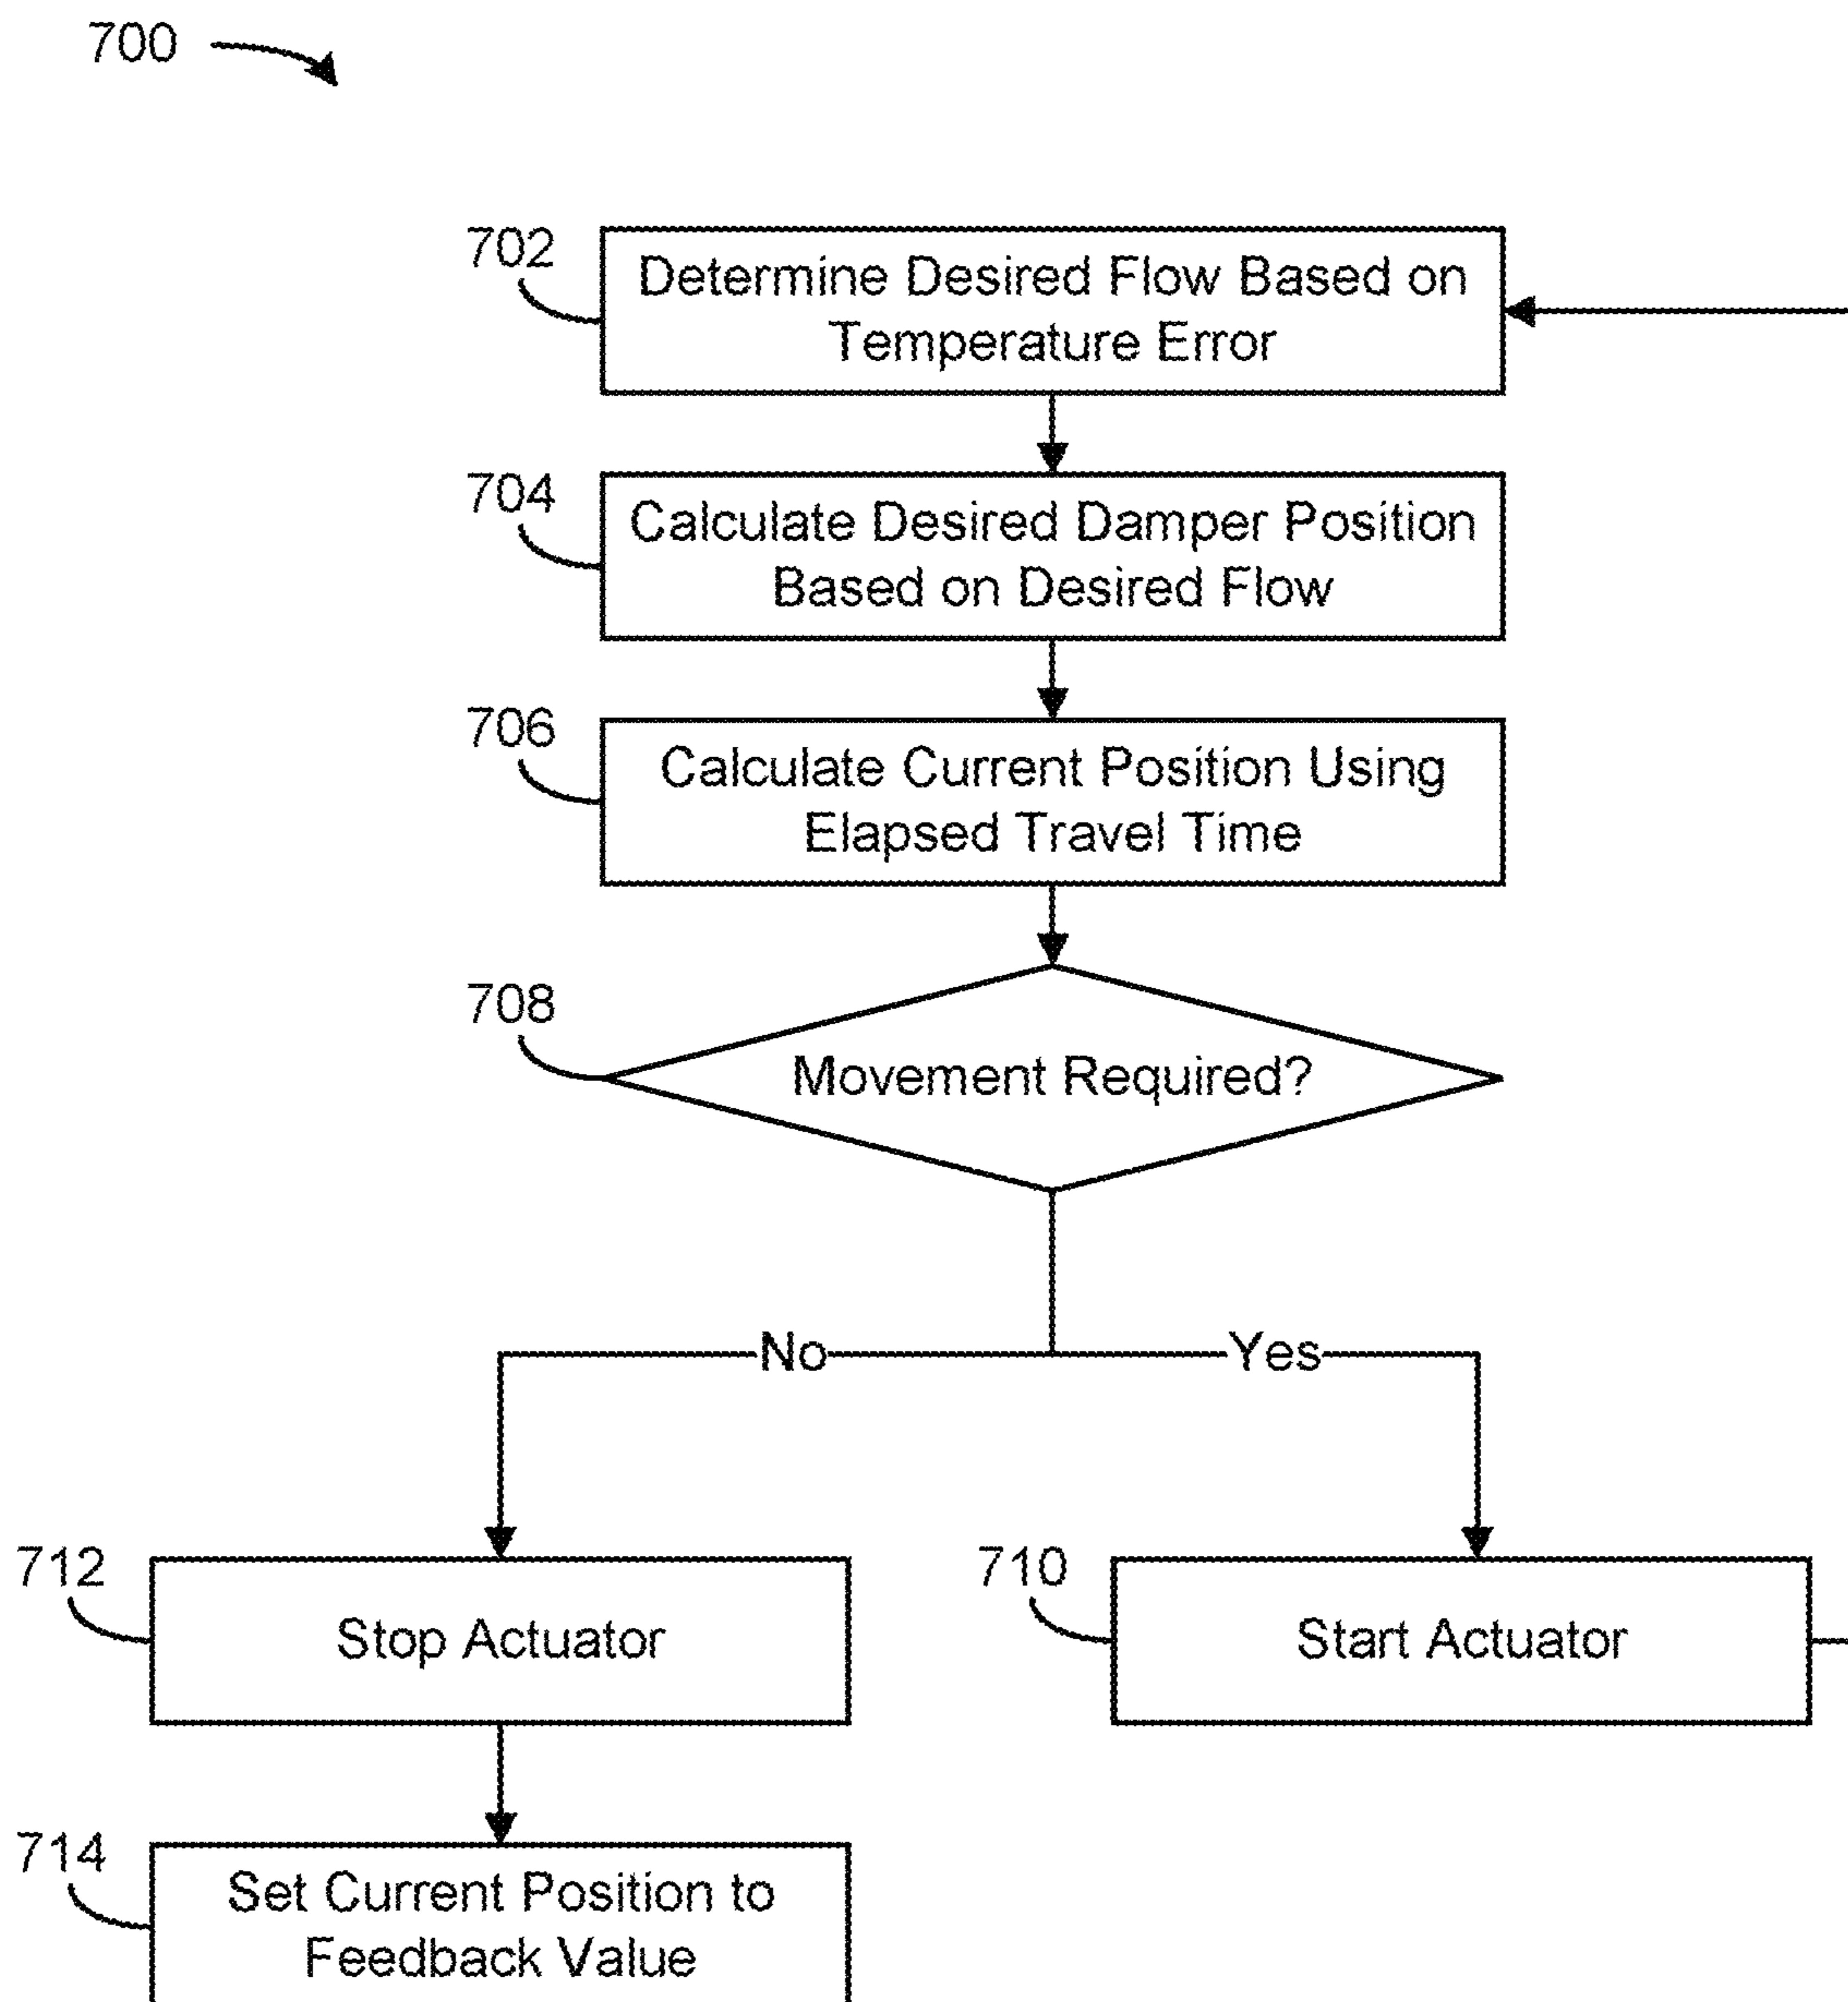 700
702
Determine Desired Flow Based on
Temperature Error
704
Calculate Desired Damper Position
Based on Desired Flow
706
Calculate Current Position Using
Elapsed Travel Time
708
Movement Required?
No
Yes
712
Stop Actuator
710
Start Actuator
714
Set Current Position to
Feedback Value